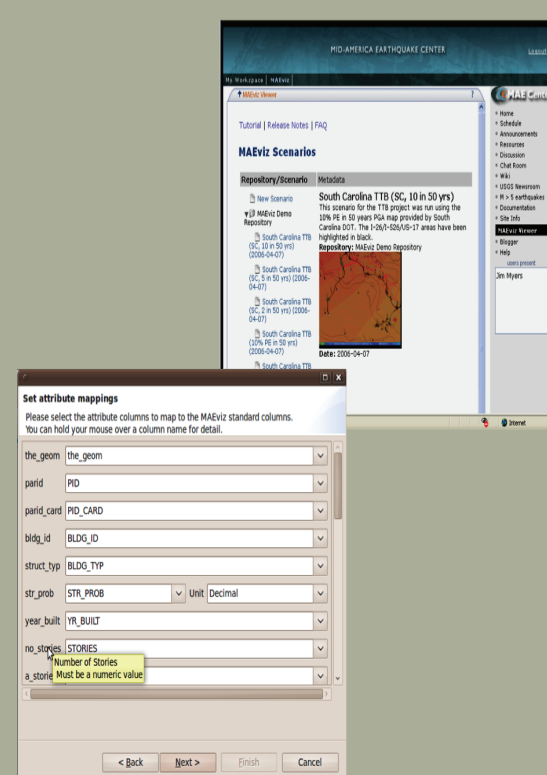 MID-AMERICA EARTHQUAKE CENTER
Logout
My Workspace MAEviz
MAEviz Viewer ?
Tutorial | Release Notes | FAQ
MAEviz Scenarios
Repository/Scenario Metadata
New Scenario
MAEviz Demo
Repository
South Carolina TTB
(SC, 10 in 50 yrs)
(2006-04-07)
South Carolina TTB
(SC, 5 in 50 yrs) (2006-
04-07)
South Carolina TTB
(SC, 2 in 50 yrs) (2006-
04-07)
South Carolina TTB
(10% PE in 50 yrs)
(2006-04-07)
South Carolina TTB
South Carolina TTB (SC, 10 in 50 yrs)
This scenario for the TTB project was run using the
10% PE in 50 years PGA map provided by South
Carolina DOT. The I-26/I-526/US-17 areas have been
highlighted in black.
Repository: MAEviz Demo Repository
Date: 2006-04-07
MAE Cent
Home
Schedule
Announcements
Resources
Discussion
Chat Room
Wiki
USGS Newsroom
M > 5 earthquakes
Documentation
Site Info
MAEviz Viewer
Blogger
Help
users present
Jim Myers
Internet
Set attribute mappings
Please select the attribute columns to map to the MAEviz standard columns.
You can hold your mouse over a column name for detail.
the_geom the_geom
parid PID
parid_card PID_CARD
bldg_id BLDG_ID
struct_typ BLDG_TYP
str_prob STR_PROB Unit Decimal
year_built YR_BUILT
no_stories STORIES
Number of Stories
Must be a numeric value
a_storie
< Back Next > Finish Cancel